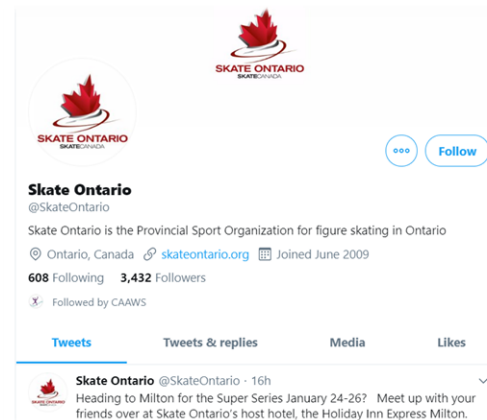 SKATE ONTARIO
SKATECANADA
SKATE ONTARIO
SKATECANADA
Follow
Skate Ontario
@SkateOntario
Skate Ontario is the Provincial Sport Organization for figure skating in Ontario
Ontario, Canada skateontario.org Joined June 2009
608 Following 3,432 Followers
Followed by CAAWS
Tweets Tweets & replies Media Likes
SKATE ONTARIO
Skate Ontario @SkateOntario · 16h
Heading to Milton for the Super Series January 24-26? Meet up with your
friends over at Skate Ontario's host hotel, the Holiday Inn Express Milton.